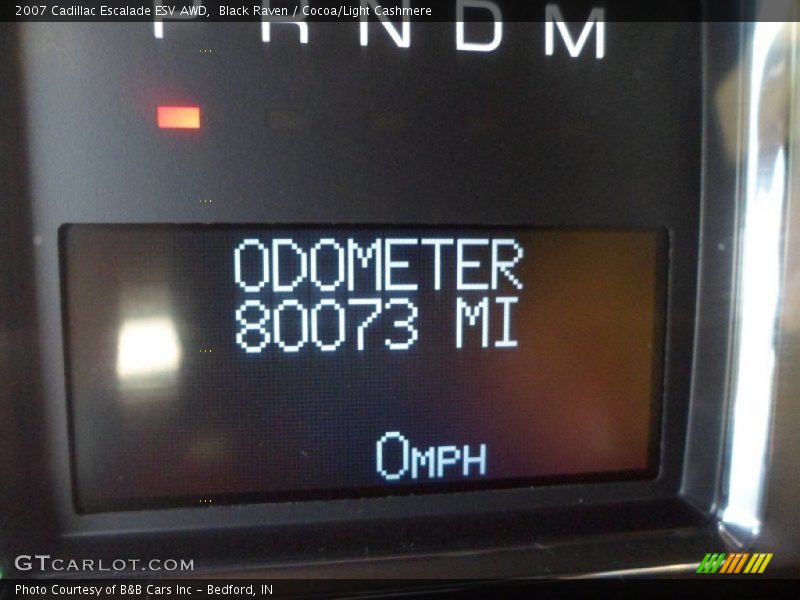 2007 Cadillac Escalade ESV AWD, Black Raven / Cocoa/Light Cashmere
P R N D M
ODOMETER
80073 MI
0MPH
GTCARLOT.COM
Photo Courtesy of B&B Cars Inc - Bedford, IN